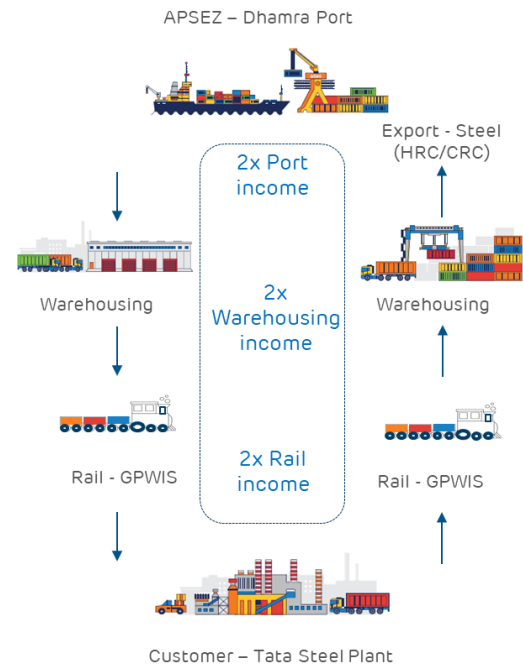 APSEZ – Dhamra Port
Export - Steel
(HRC/CRC)
2x Port
income
Warehousing
2x
Warehousing
income
Warehousing
Rail - GPWIS
2x Rail
income
Rail - GPWIS
Customer – Tata Steel Plant